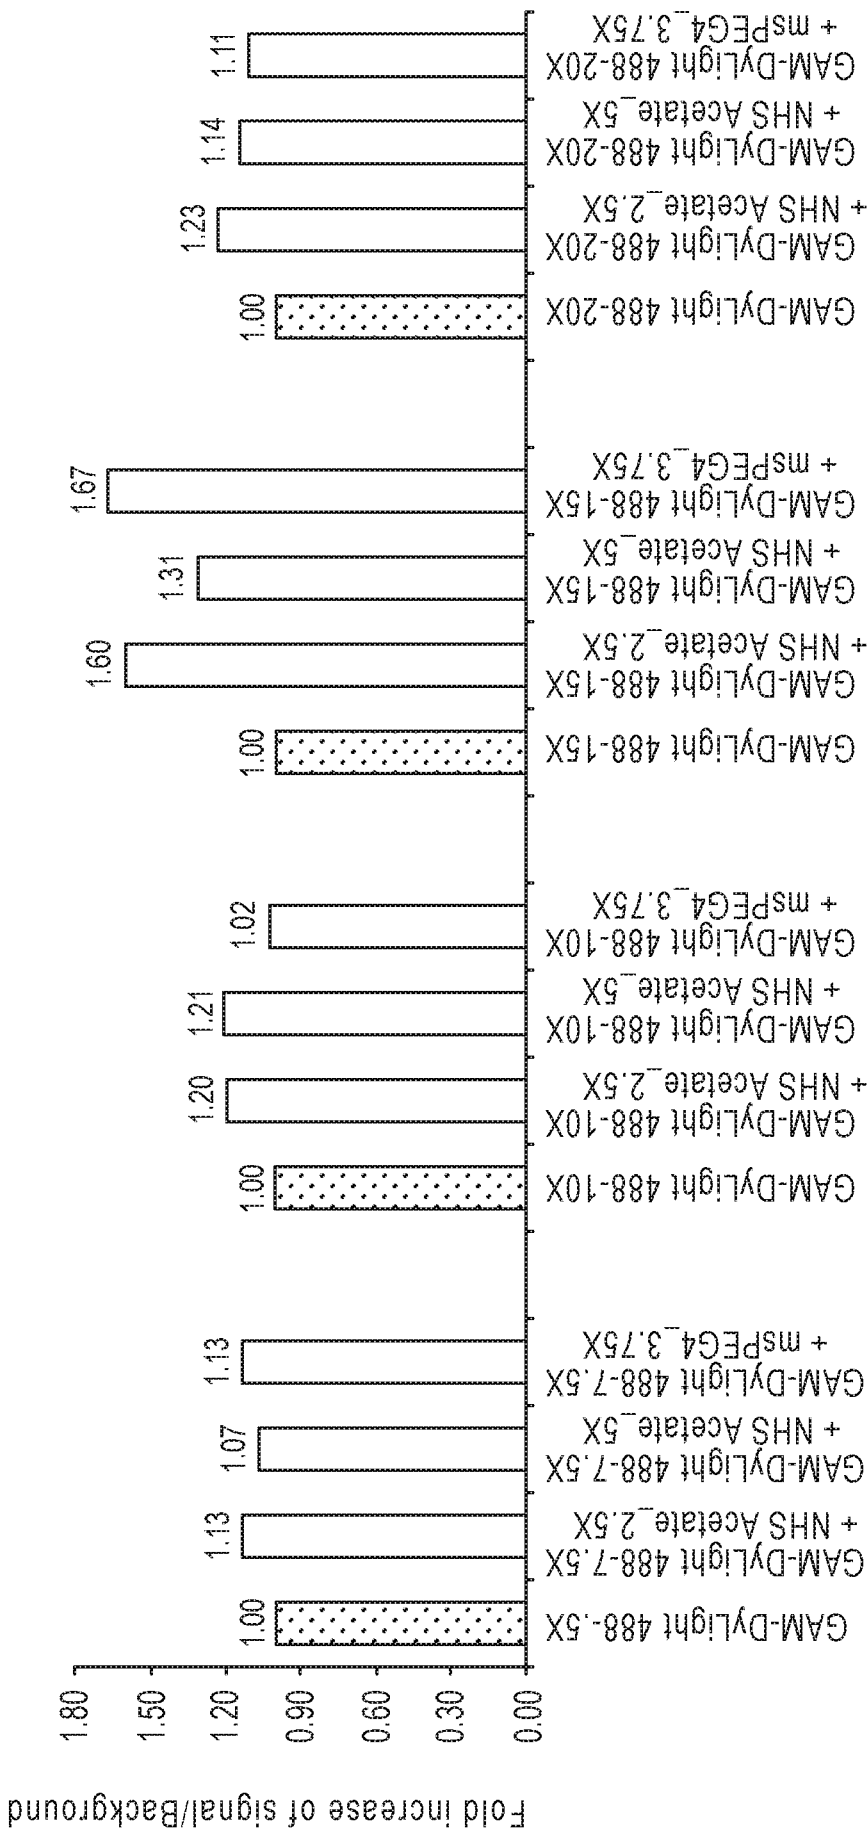 Fold increase of signal/Background
1.80
1.50
1.20
0.90
0.60
0.30
0.00
1.00
1.13
1.07
1.13
1.00
1.20
1.21
1.02
1.00
1.60
1.31
1.67
1.00
1.23
1.14
1.11
GAM-DyLight 488-.5X
GAM-DyLight 488-7.5X
+ NHS Acetate_2.5X
GAM-DyLight 488-7.5X
+ NHS Acetate_5X
GAM-DyLight 488-7.5X
+ msPEG4_3.75X
GAM-DyLight 488-10X
GAM-DyLight 488-10X
+ NHS Acetate_2.5X
GAM-DyLight 488-10X
+ NHS Acetate_5X
GAM-DyLight 488-10X
+ msPEG4_3.75X
GAM-DyLight 488-15X
GAM-DyLight 488-15X
+ NHS Acetate_2.5X
GAM-DyLight 488-15X
+ NHS Acetate_5X
GAM-DyLight 488-15X
+ msPEG4_3.75X
GAM-DyLight 488-20X
GAM-DyLight 488-20X
+ NHS Acetate_2.5X
GAM-DyLight 488-20X
+ NHS Acetate_5X
GAM-DyLight 488-20X
+ msPEG4_3.75X